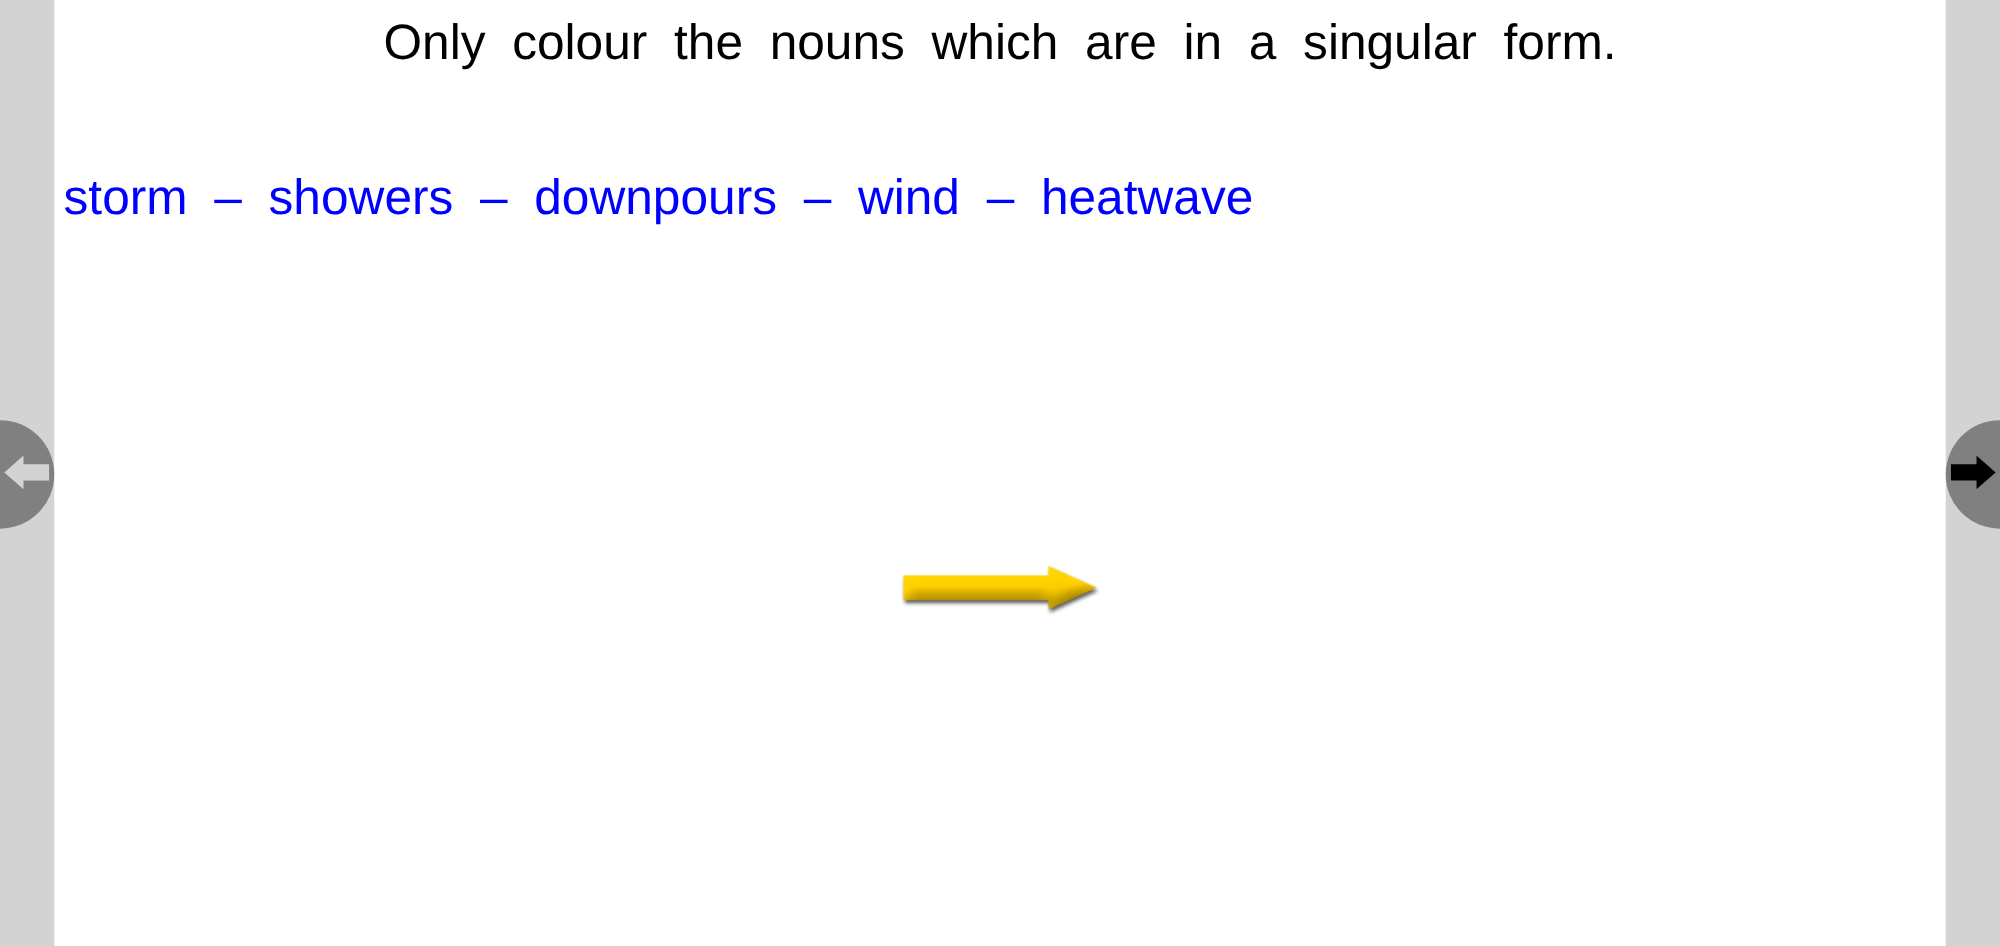 Only colour the nouns which are in a singular form.
storm – showers – downpours – wind – heatwave